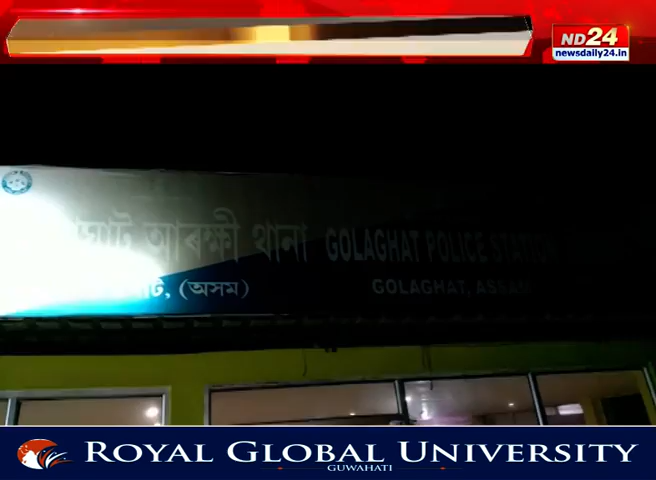 ND24
newsdaily24.in
আৰক্ষী থানা GOLAGHAT POLICE STATION
(অসম) GOLAGHAT, ASSAM
ROYAL GLOBAL UNIVERSITY
GUWAHATI